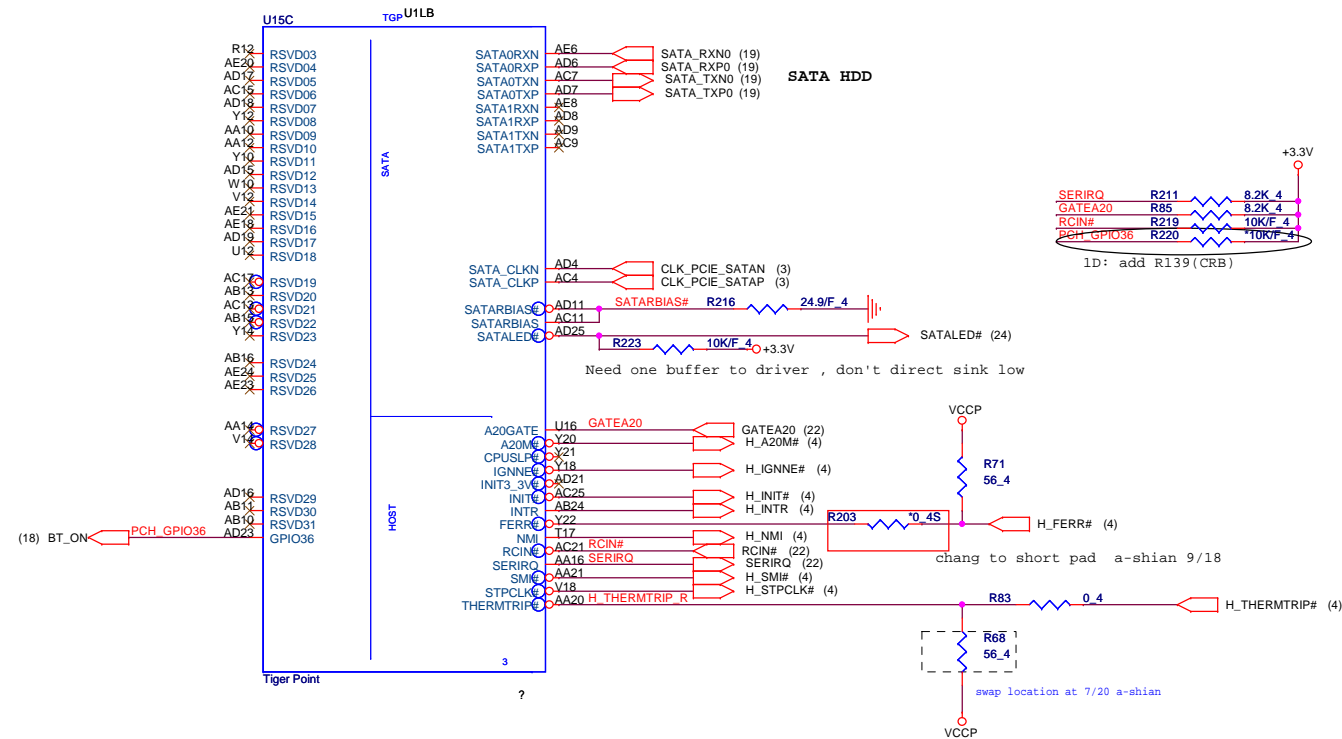 U15C
TGP
U1LB
R12 RSVD03
AE20 RSVD04
AD17 RSVD05
AC15 RSVD06
AD18 RSVD07
Y12 RSVD08
AA10 RSVD09
AA12 RSVD10
Y10 RSVD11
AD15 RSVD12
W10 RSVD13
V12 RSVD14
AE21 RSVD15
AE18 RSVD16
AD19 RSVD17
U12 RSVD18
AC17 RSVD19
AB13 RSVD20
AC13 RSVD21
AB15 RSVD22
Y14 RSVD23
AB16 RSVD24
AE24 RSVD25
AE23 RSVD26
AA14 RSVD27
V14 RSVD28
AD16 RSVD29
AB11 RSVD30
AB10 RSVD31
(18) BT_ON PCH_GPIO36 AD23 GPIO36
SATA
HOST
SATA0RXN AE6 SATA_RXN0 (19)
SATA0RXP AD6 SATA_RXP0 (19)
SATA0TXN AC7 SATA_TXN0 (19)
SATA0TXP AD7 SATA_TXP0 (19)
SATA HDD
SATA1RXN AE8
SATA1RXP AD8
SATA1TXN AD9
SATA1TXP AC9
SATA_CLKN AD4 CLK_PCIE_SATAN (3)
SATA_CLKP AC4 CLK_PCIE_SATAP (3)
SATARBIAS# AD11 SATARBIAS# R216 24.9/F_4
SATARBIAS AC11
SATALED# AD25 SATALED# (24)
R223 10K/F_4 +3.3V
Need one buffer to driver , don't direct sink low
A20GATE U16 GATEA20 GATEA20 (22)
A20M# Y20 H_A20M# (4)
CPUSLP# Y21
IGNNE# Y18 H_IGNNE# (4)
INIT3_3V# AD21
INIT# AC25 H_INIT# (4)
INTR AB24 H_INTR (4)
FERR# Y22 R203 *0_4S H_FERR# (4)
NMI T17 H_NMI (4)
RCIN# AC21 RCIN# RCIN# (22)
SERIRQ AA16 SERIRQ SERIRQ (22)
SMI# AA21 H_SMI# (4)
STPCLK# V18 H_STPCLK# (4)
THERMTRIP# AA20 H_THERMTRIP_R R83 0_4 H_THERMTRIP# (4)
VCCP
R71
56_4
chang to short pad a-shian 9/18
R68
56_4
swap location at 7/20 a-shian
VCCP
+3.3V
SERIRQ R211 8.2K_4
GATEA20 R85 8.2K_4
RCIN# R219 10K/F_4
PCH_GPIO36 R220 *10K/F_4
1D: add R139(CRB)
3
Tiger Point
?